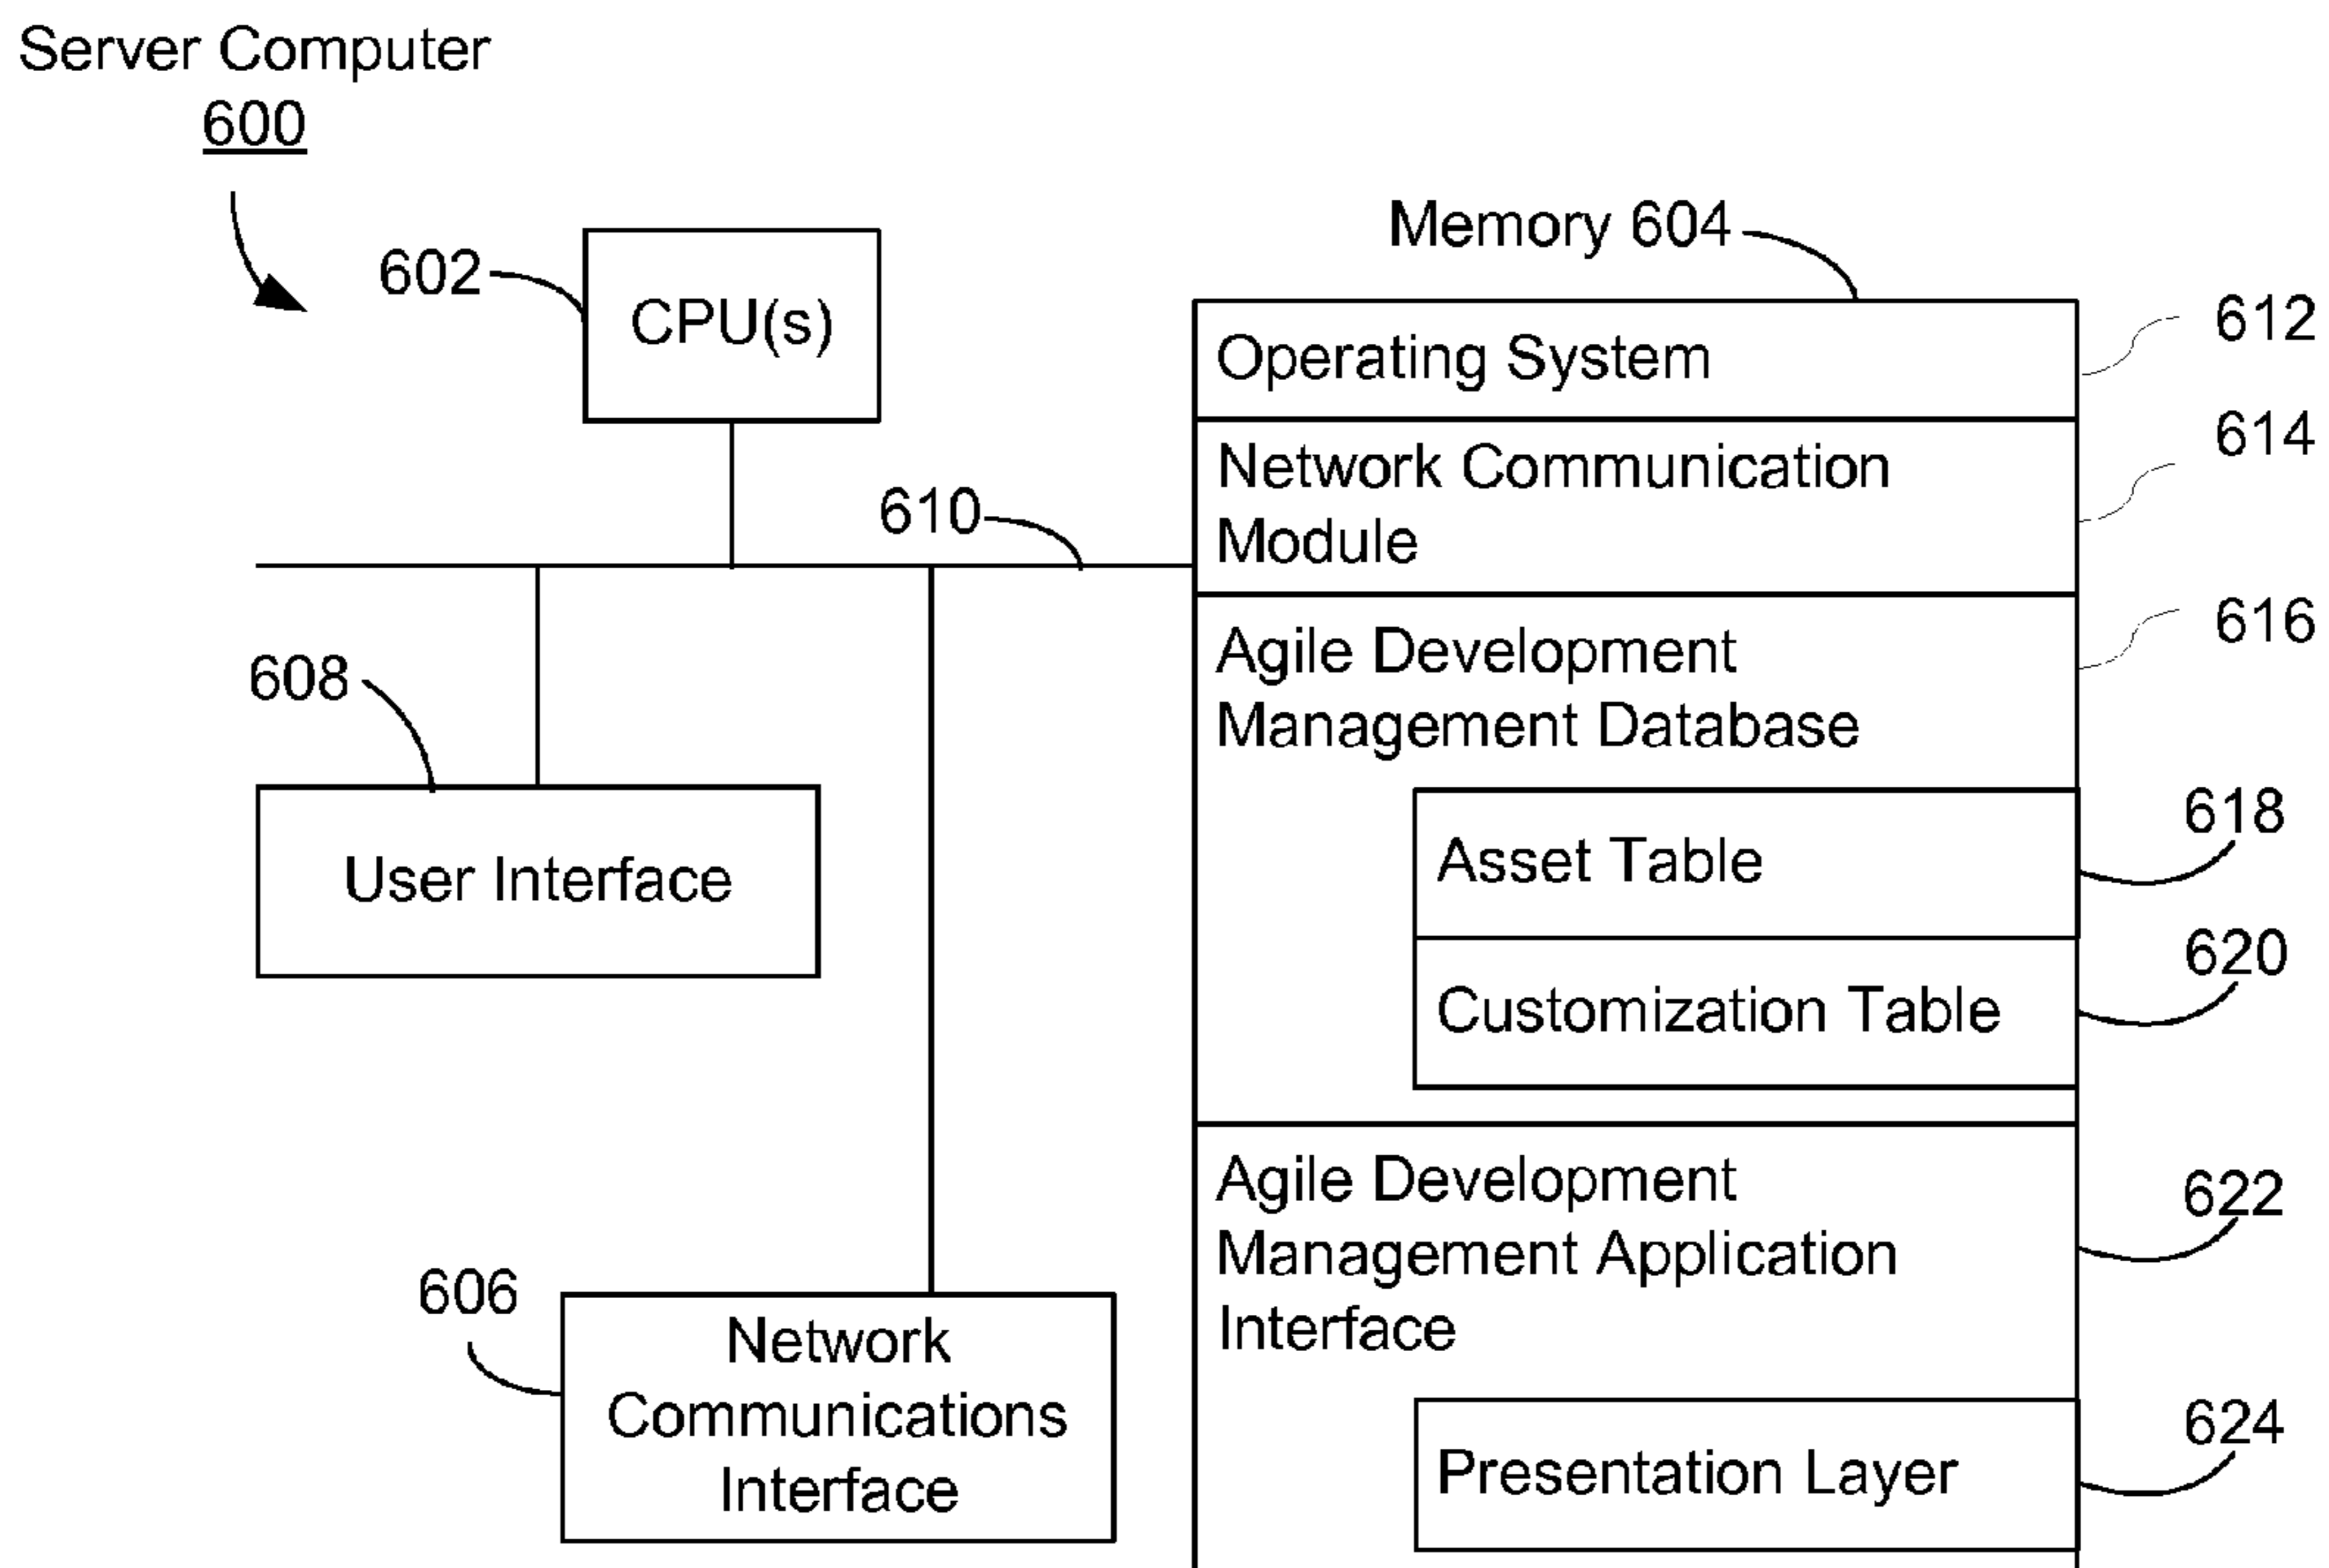 Server Computer
600
602
CPU(s)
Memory 604
Operating System
612
Network Communication
Module
614
610
Agile Development
Management Database
616
608
User Interface
Asset Table
618
Customization Table
620
Agile Development
Management Application
Interface
622
606
Network
Communications
Interface
Presentation Layer
624